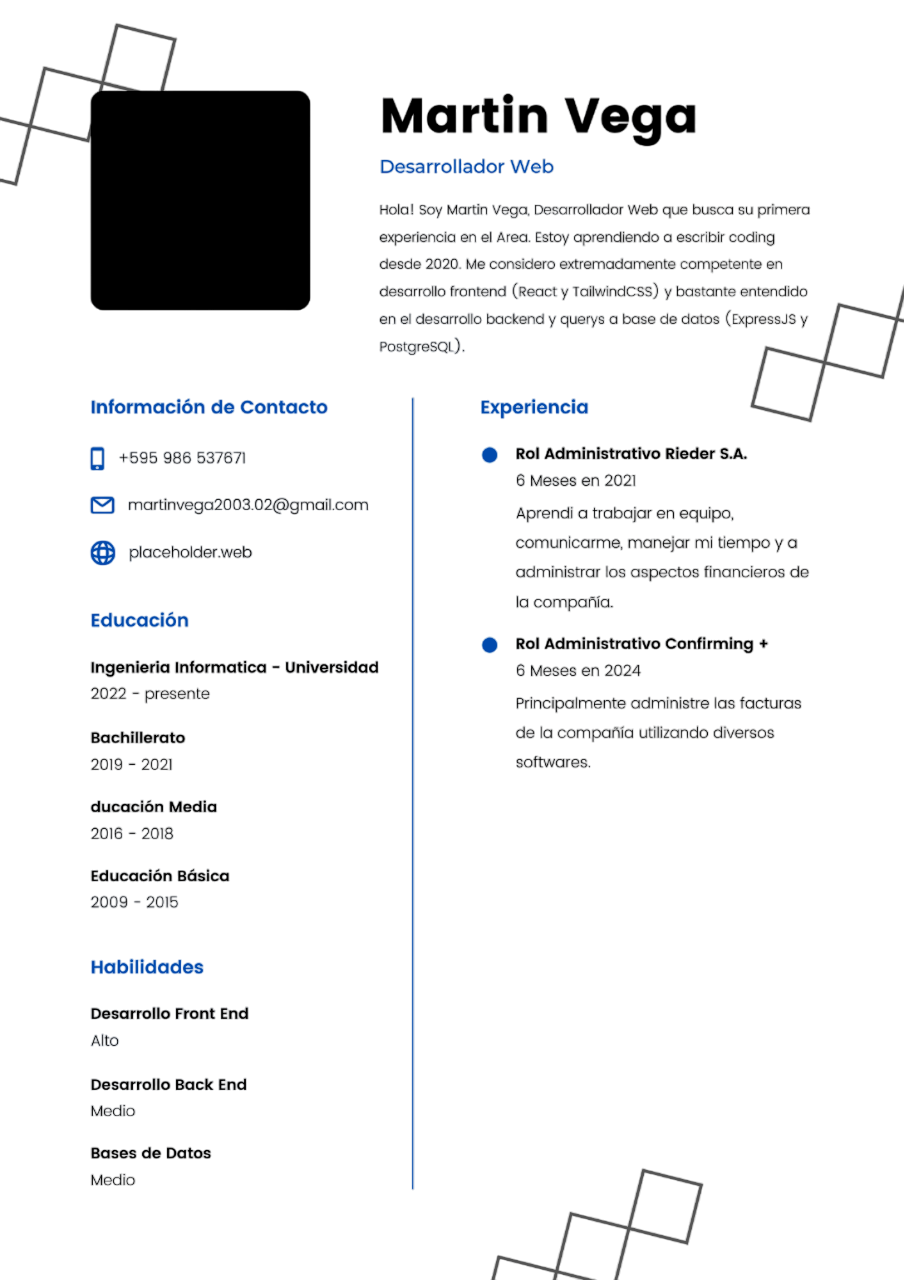 Martin Vega
Desarrollador Web
Hola! Soy Martin Vega, Desarrollador Web que busca su primera
experiencia en el Area. Estoy aprendiendo a escribir coding
desde 2020. Me considero extremadamente competente en
desarrollo frontend (React y TailwindCSS) y bastante entendido
en el desarrollo backend y querys a base de datos (ExpressJS y
PostgreSQL).
Información de Contacto
+595 986 537671
martinvega2003.02@gmail.com
placeholder.web
Educación
Ingenieria Informatica - Universidad
2022 - presente
Bachillerato
2019 - 2021
ducación Media
2016 - 2018
Educación Básica
2009 - 2015
Habilidades
Desarrollo Front End
Alto
Desarrollo Back End
Medio
Bases de Datos
Medio
Experiencia
Rol Administrativo Rieder S.A.
6 Meses en 2021
Aprendi a trabajar en equipo,
comunicarme, manejar mi tiempo y a
administrar los aspectos financieros de
la compañía.
Rol Administrativo Confirming +
6 Meses en 2024
Principalmente administre las facturas
de la compañía utilizando diversos
softwares.